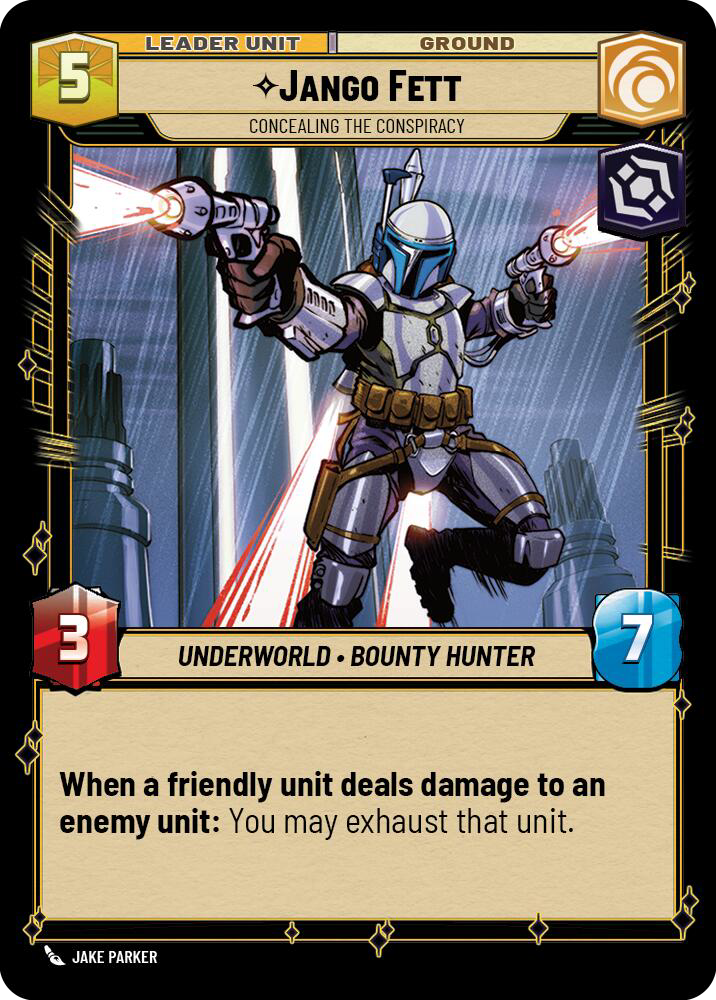 LEADER UNIT GROUND
5
JANGO FETT
CONCEALING THE CONSPIRACY
3
UNDERWORLD • BOUNTY HUNTER
7
When a friendly unit deals damage to an
enemy unit: You may exhaust that unit.
JAKE PARKER